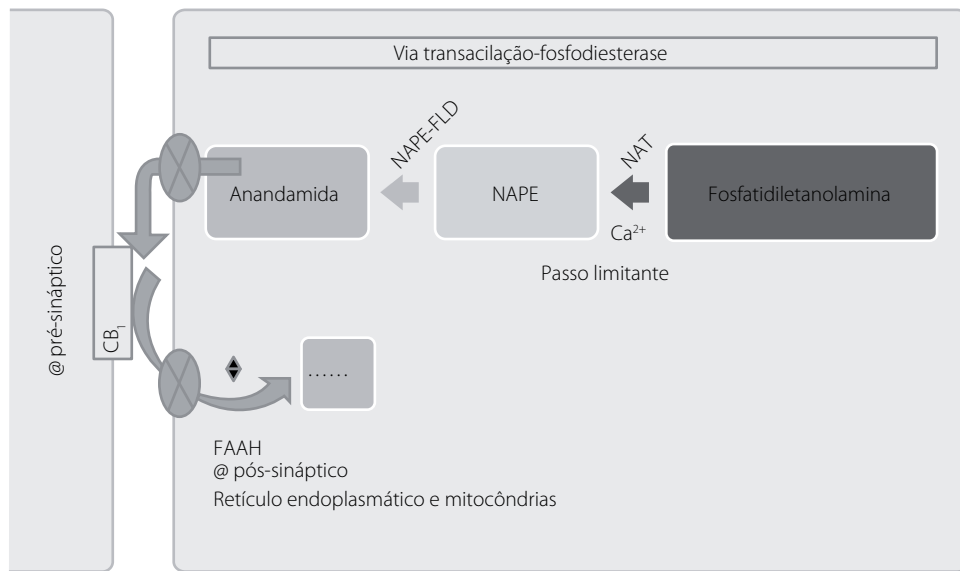 Via transacilação-fosfodiesterase
NAPE-FLD
NAT
Anandamida
NAPE
Fosfatidiletanolamina
Ca²⁺
Passo limitante
@ pré-sináptico
CB₁
......
FAAH
@ pós-sináptico
Retículo endoplasmático e mitocôndrias